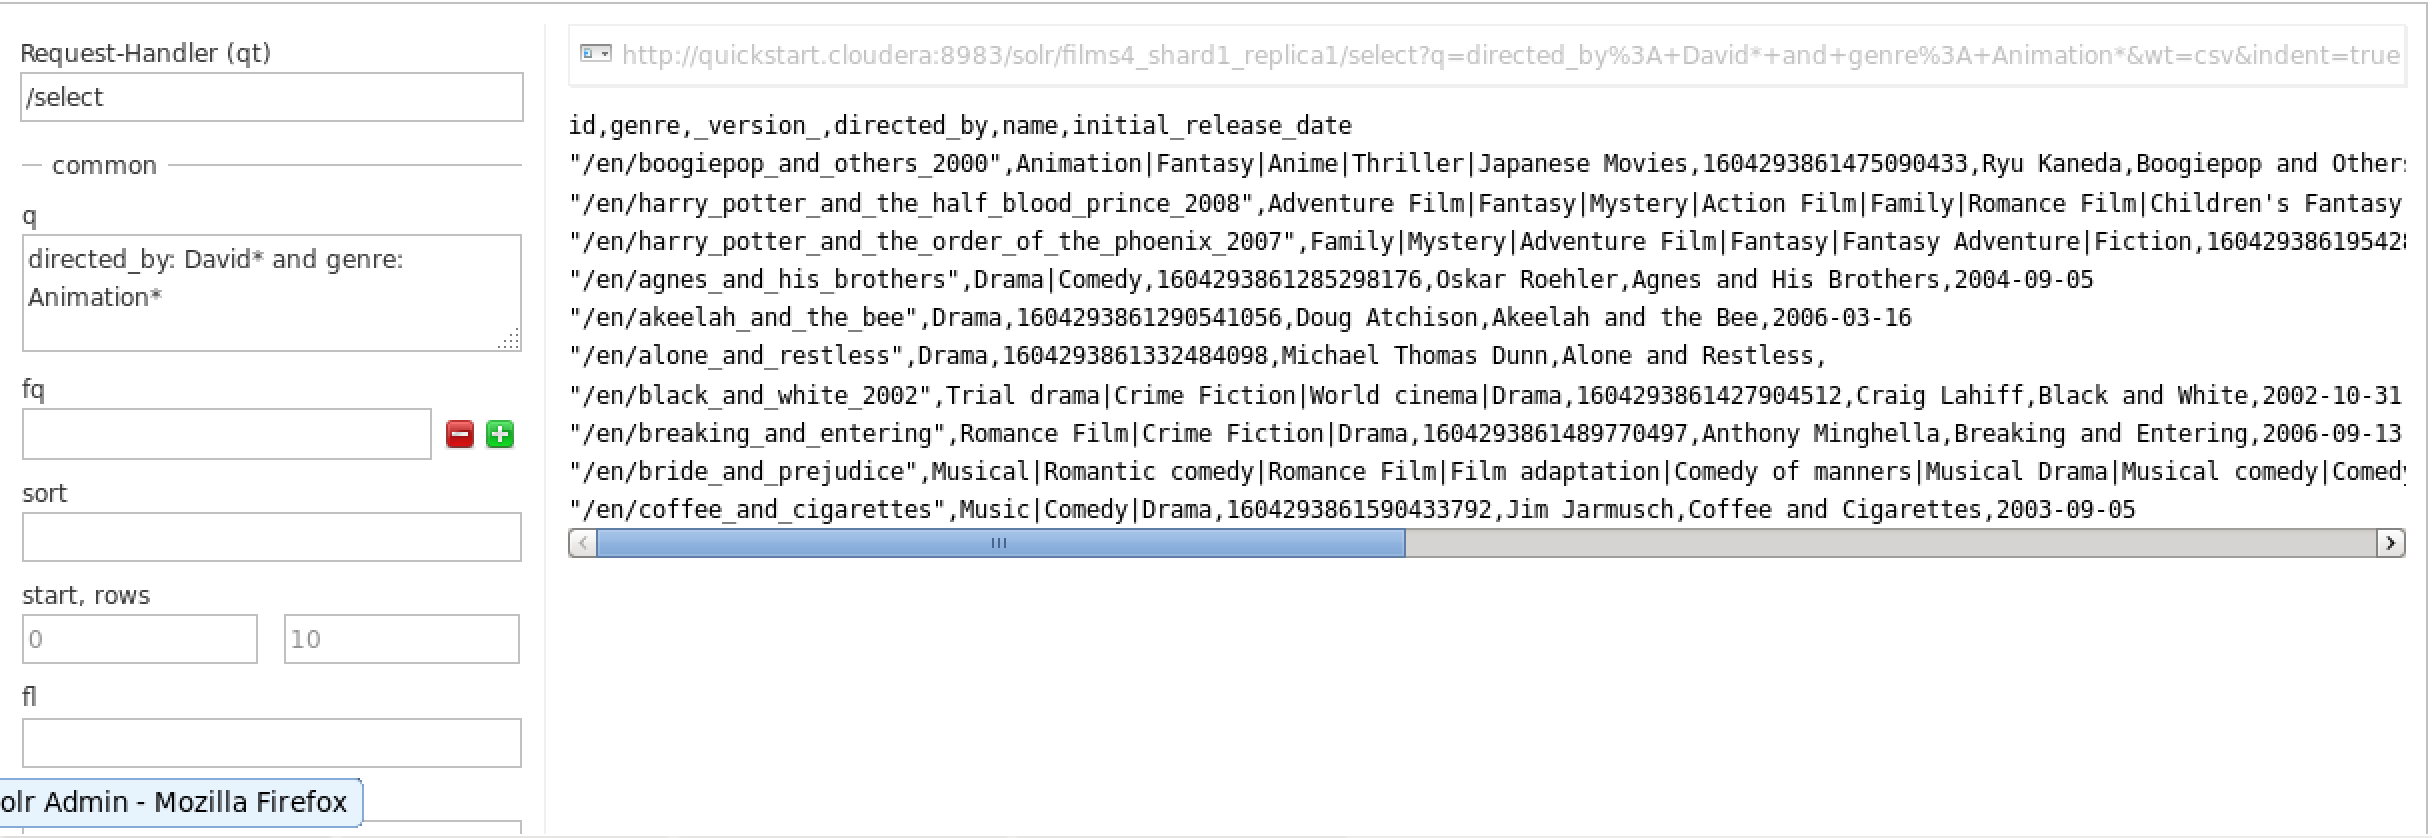 Request-Handler (qt)
/select
common
q
directed_by: David* and genre:
Animation*
fq
sort
start, rows
0 10
fl
olr Admin - Mozilla Firefox
http://quickstart.cloudera:8983/solr/films4_shard1_replica1/select?q=directed_by%3A+David*+and+genre%3A+Animation*&wt=csv&indent=true
id,genre,_version_,directed_by,name,initial_release_date
"/en/boogiepop_and_others_2000",Animation|Fantasy|Anime|Thriller|Japanese Movies,1604293861475090433,Ryu Kaneda,Boogiepop and Others
"/en/harry_potter_and_the_half_blood_prince_2008",Adventure Film|Fantasy|Mystery|Action Film|Family|Romance Film|Children's Fantasy
"/en/harry_potter_and_the_order_of_the_phoenix_2007",Family|Mystery|Adventure Film|Fantasy|Fantasy Adventure|Fiction,160429386195428
"/en/agnes_and_his_brothers",Drama|Comedy,1604293861285298176,Oskar Roehler,Agnes and His Brothers,2004-09-05
"/en/akeelah_and_the_bee",Drama,1604293861290541056,Doug Atchison,Akeelah and the Bee,2006-03-16
"/en/alone_and_restless",Drama,1604293861332484098,Michael Thomas Dunn,Alone and Restless,
"/en/black_and_white_2002",Trial drama|Crime Fiction|World cinema|Drama,1604293861427904512,Craig Lahiff,Black and White,2002-10-31
"/en/breaking_and_entering",Romance Film|Crime Fiction|Drama,1604293861489770497,Anthony Minghella,Breaking and Entering,2006-09-13
"/en/bride_and_prejudice",Musical|Romantic comedy|Romance Film|Film adaptation|Comedy of manners|Musical Drama|Musical comedy|Comedy
"/en/coffee_and_cigarettes",Music|Comedy|Drama,1604293861590433792,Jim Jarmusch,Coffee and Cigarettes,2003-09-05